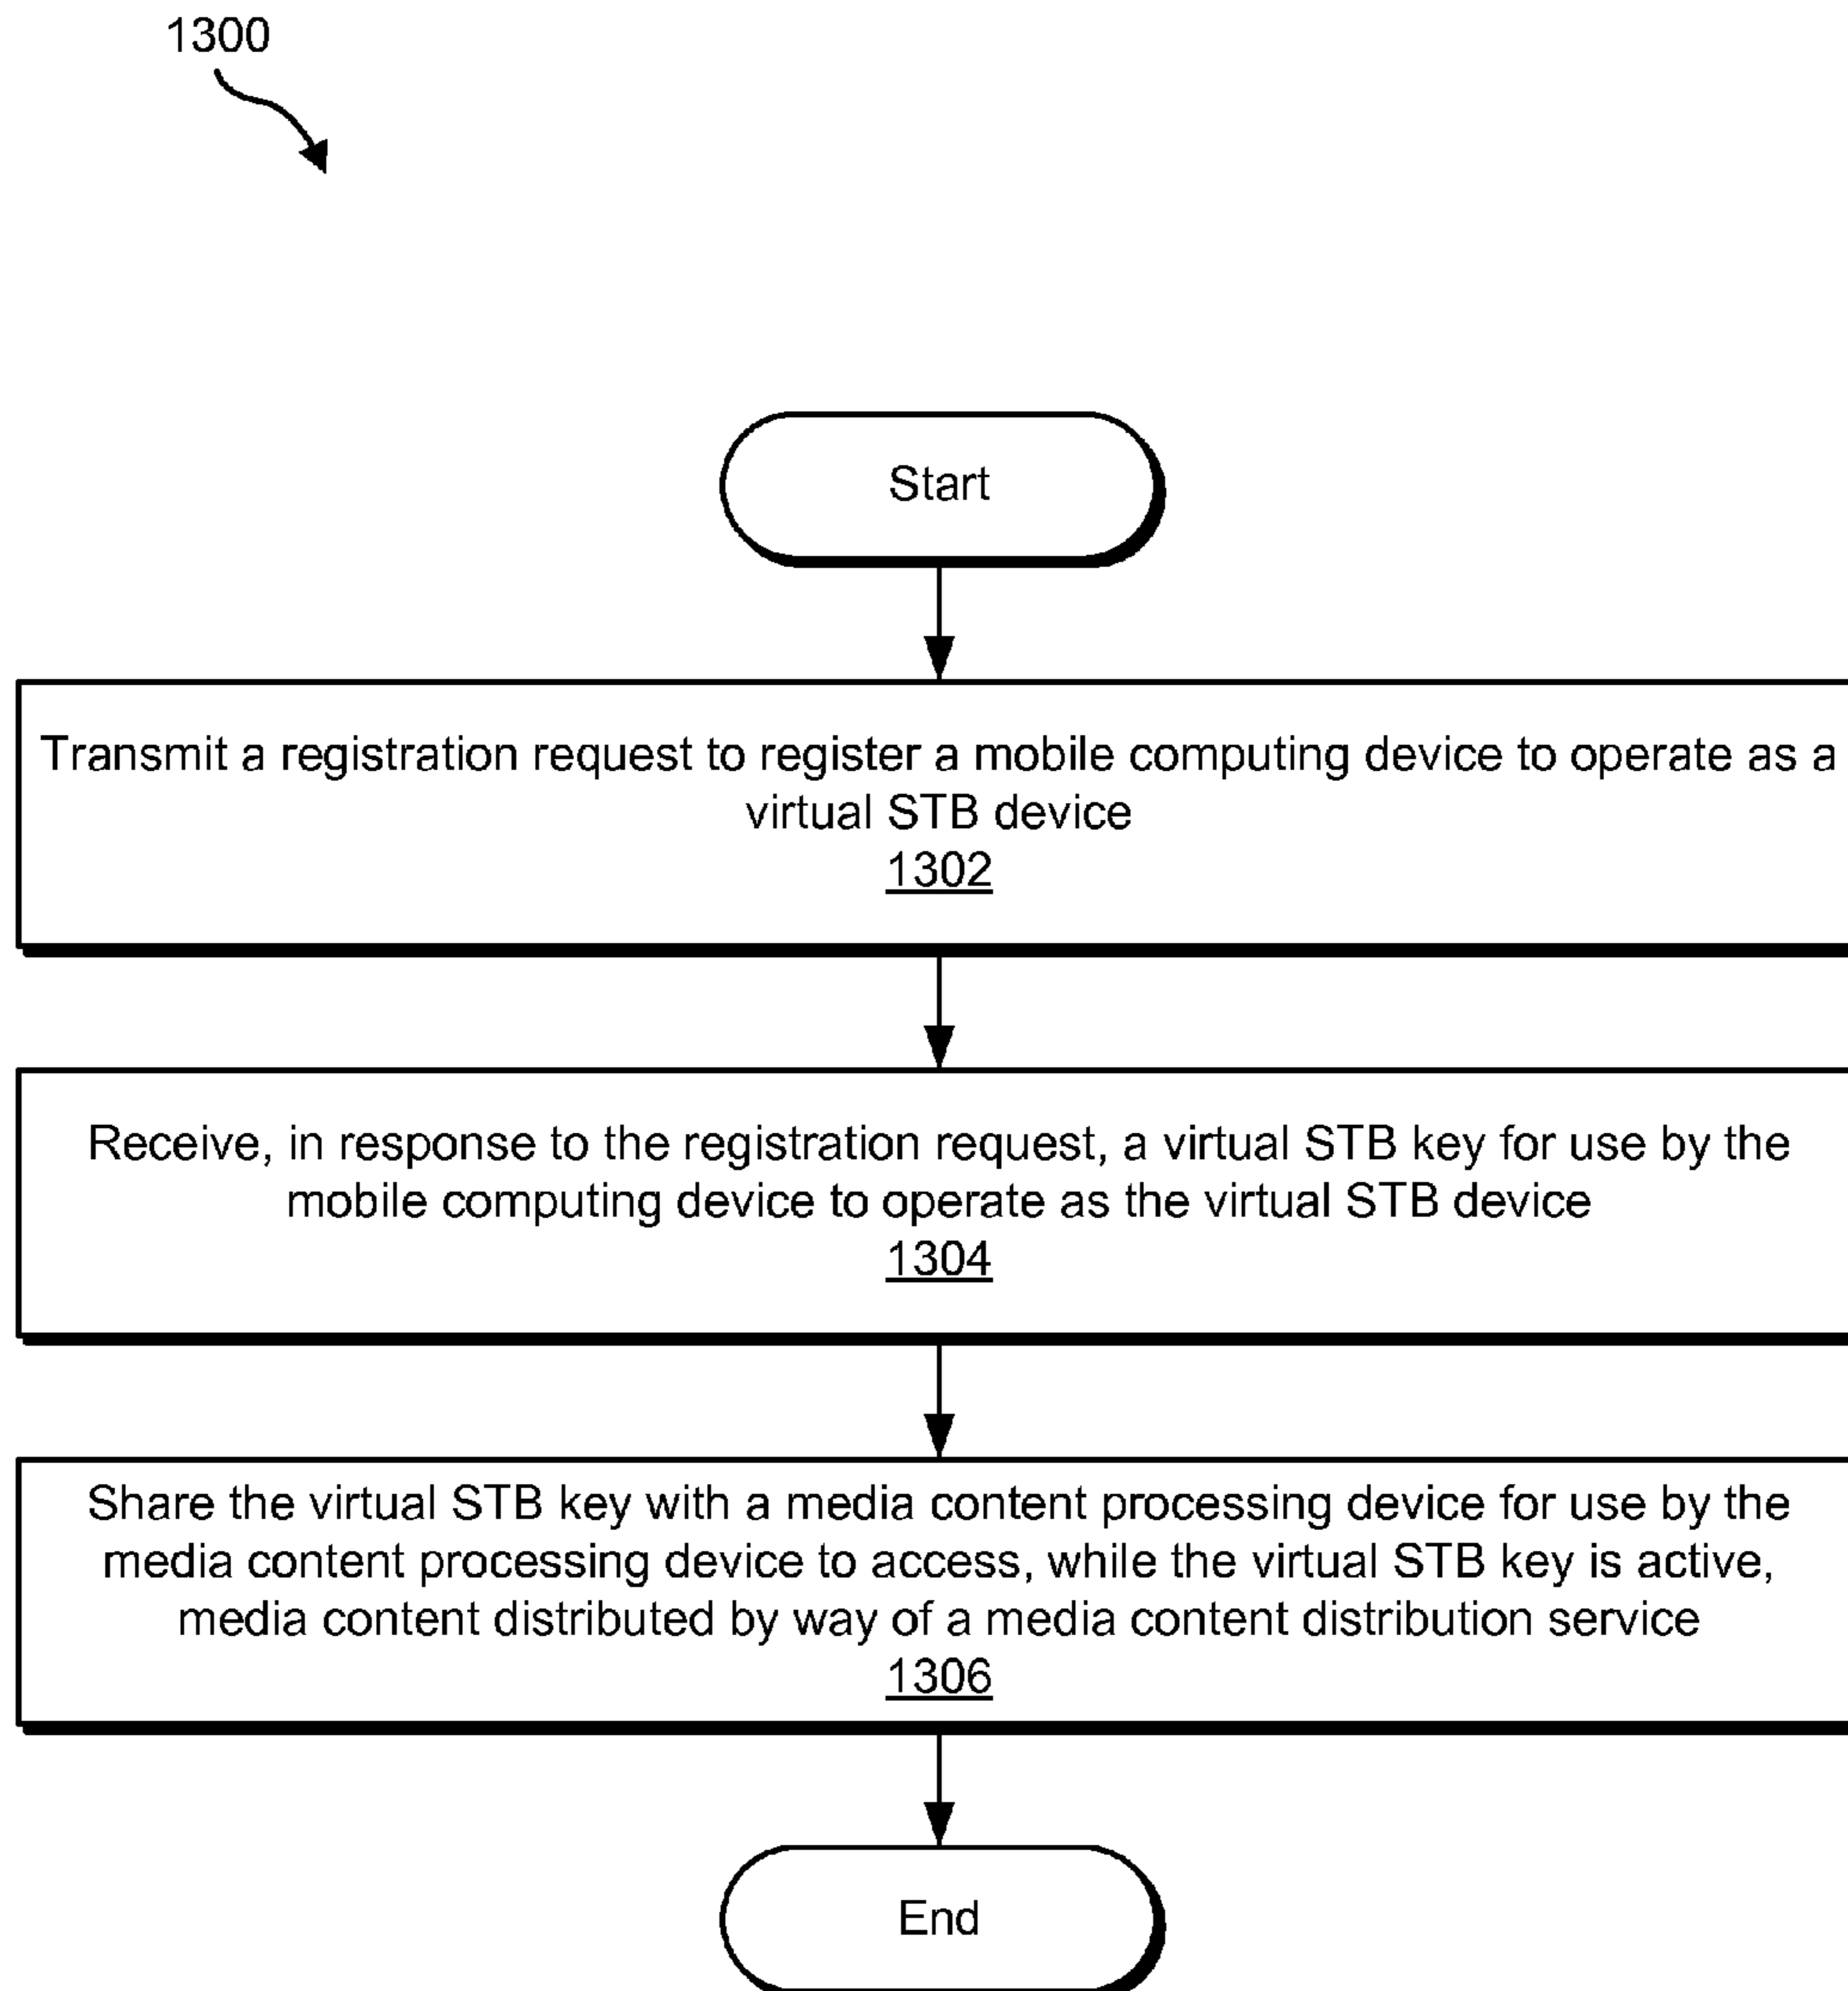 1300
Start
Transmit a registration request to register a mobile computing device to operate as a
virtual STB device
1302
Receive, in response to the registration request, a virtual STB key for use by the
mobile computing device to operate as the virtual STB device
1304
Share the virtual STB key with a media content processing device for use by the
media content processing device to access, while the virtual STB key is active,
media content distributed by way of a media content distribution service
1306
End